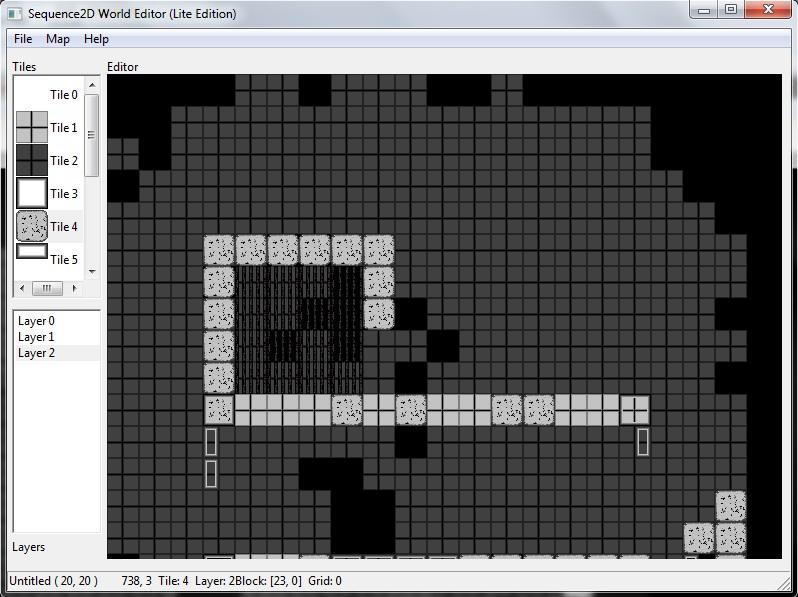 Sequence2D World Editor (Lite Edition)
File Map Help
Tiles
Editor
Tile 0
Tile 1
Tile 2
Tile 3
Tile 4
Tile 5
Layer 0
Layer 1
Layer 2
Layers
Untitled ( 20, 20 ) 738, 3 Tile: 4 Layer: 2Block: [23, 0] Grid: 0